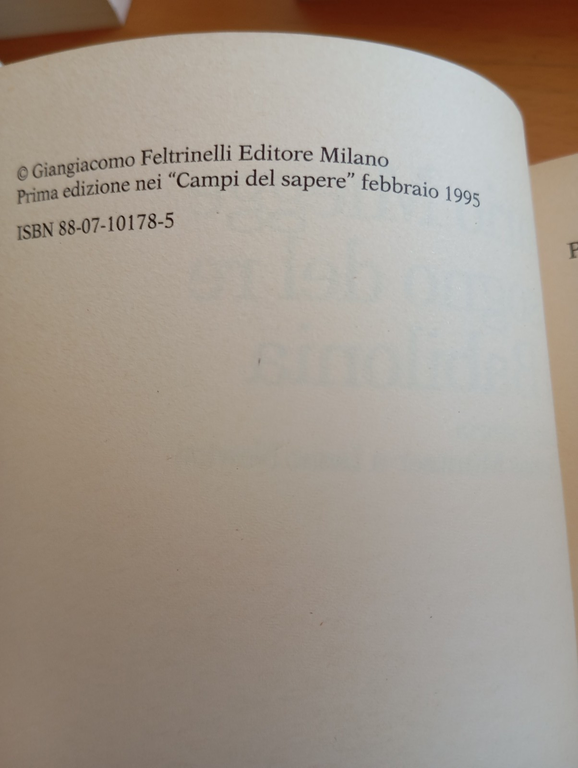 © Giangiacomo Feltrinelli Editore Milano
Prima edizione nei “Campi del sapere” febbraio 1995
ISBN 88-07-10178-5